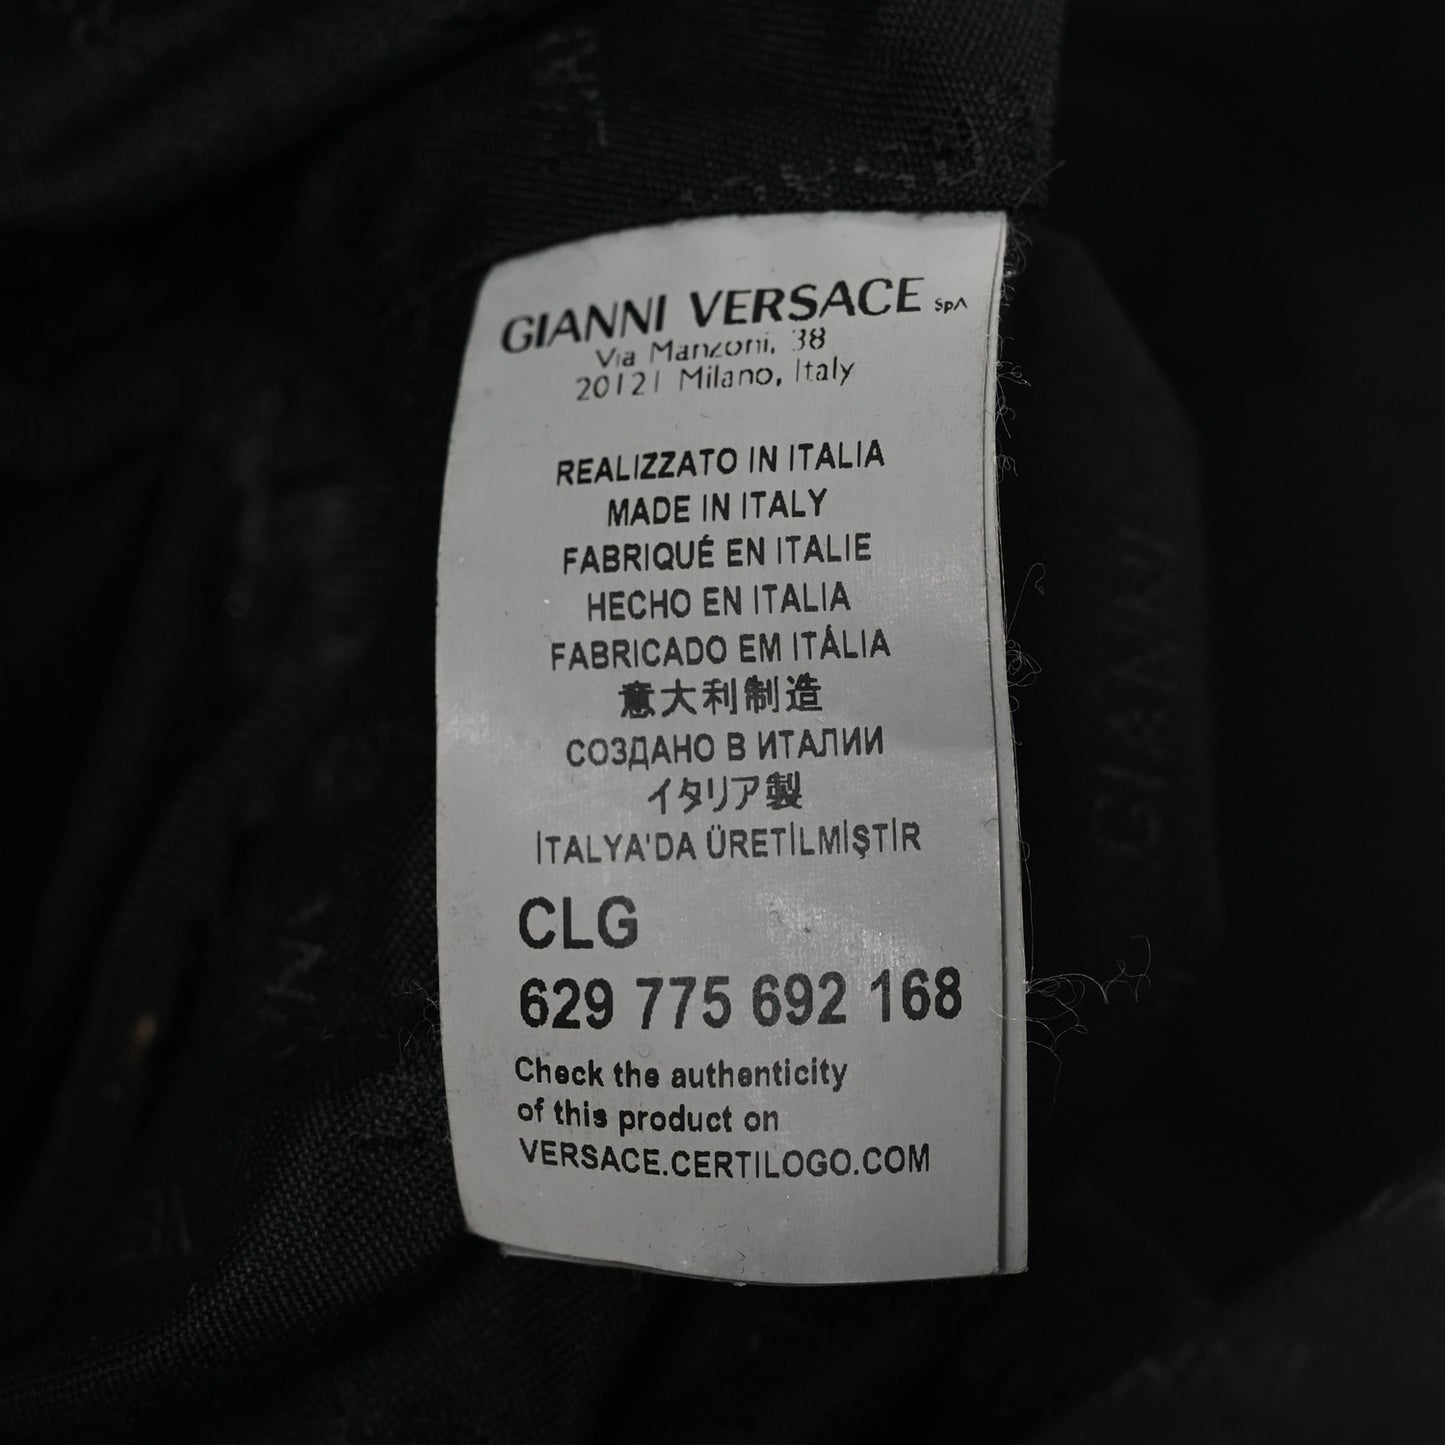 GIANNI VERSACE SpA
Via Manzoni, 38
20121 Milano, Italy
REALIZZATO IN ITALIA
MADE IN ITALY
FABRIQUÉ EN ITALIE
HECHO EN ITALIA
FABRICADO EM ITÁLIA
意大利制造
СОЗДАНО В ИТАЛИИ
イタリア製
İTALYA'DA ÜRETİLMİŞTİR
CLG
629 775 692 168
Check the authenticity
of this product on
VERSACE.CERTILOGO.COM
GIANNI